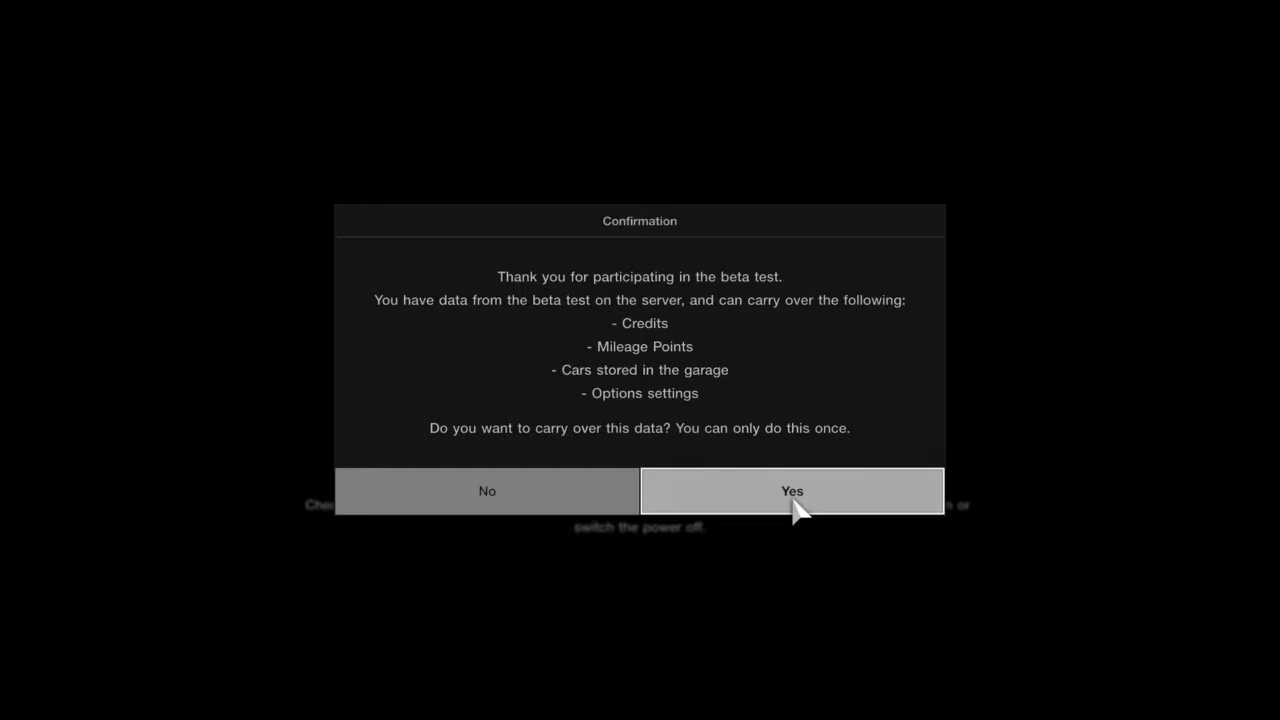 Confirmation
Thank you for participating in the beta test.
You have data from the beta test on the server, and can carry over the following:
- Credits
- Mileage Points
- Cars stored in the garage
- Options settings
Do you want to carry over this data? You can only do this once.
No
Yes
or
switch the power off.